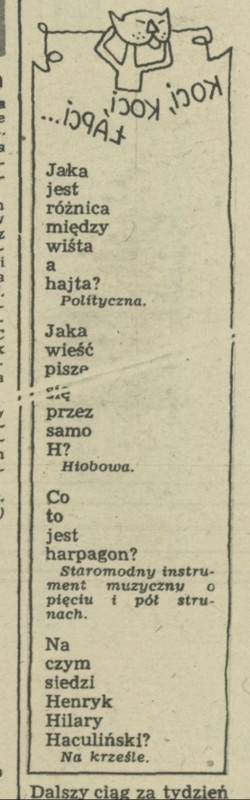 KOCI, KOCI,
ŁAPCI...
Jaka
jest
różnica
między
wiśta
a
hajta?
Polityczna.
Jaka
wieść
pisze
się
przez
samo
H?
Hiobowa.
Co
to
jest
harpagon?
Staromodny instru-
ment muzyczny o
pięciu i pół stru-
nach.
Na
czym
siedzi
Henryk
Hilary
Haculiński?
Na krześle.
Dalszy ciąg za tydzień